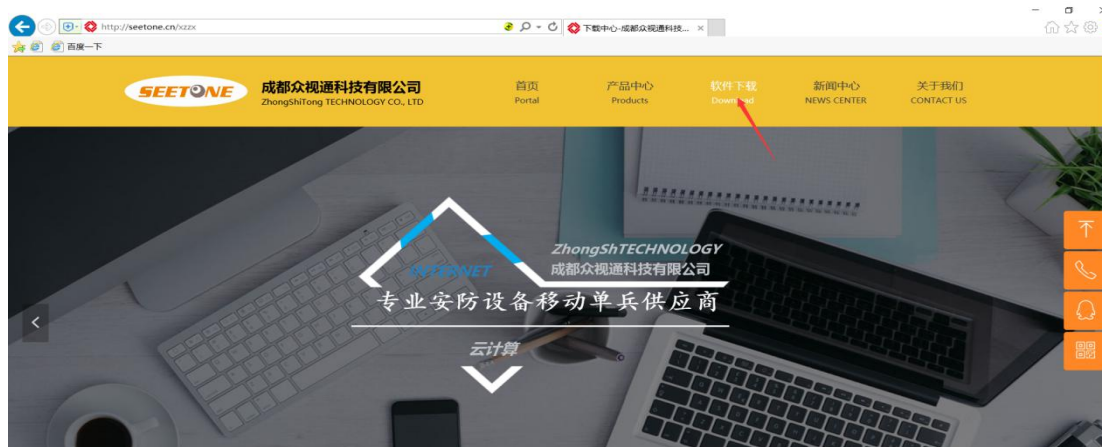 http://seetone.cn/xzzx
下载中心-成都众视通科技...
百度一下
SEETONE
成都众视通科技有限公司
ZhongShiTong TECHNOLOGY CO., LTD
首页
Portal
产品中心
Products
软件下载
Download
新闻中心
NEWS CENTER
关于我们
CONTACT US
ZhongShTECHNOLOGY
INTERNET
成都众视通科技有限公司
专业安防设备移动单兵供应商
云计算